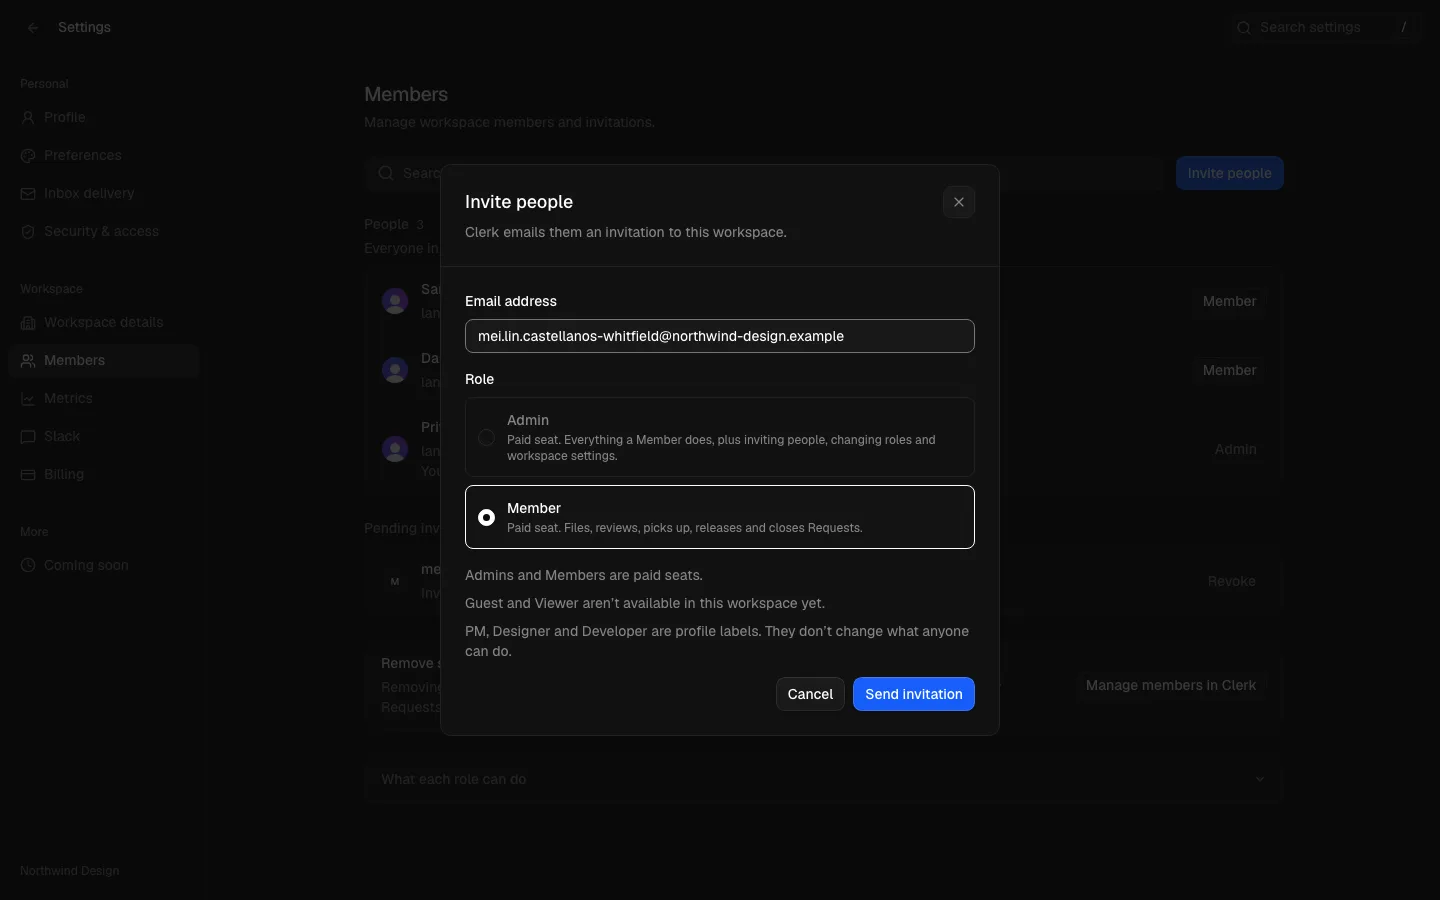 Settings
Search settings
/
Personal
Profile
Preferences
Inbox delivery
Security & access
Workspace
Workspace details
Members
Metrics
Slack
Billing
More
Coming soon
Northwind Design
Members
Manage workspace members and invitations.
Invite people
People 3
Everyone in
Member
Member
Admin
Revoke
Removing
Requests
Manage members in Clerk
What each role can do
M
Invite people
Clerk emails them an invitation to this workspace.
Email address
mei.lin.castellanos-whitfield@northwind-design.example
Role
Admin
Paid seat. Everything a Member does, plus inviting people, changing roles and
workspace settings.
Member
Paid seat. Files, reviews, picks up, releases and closes Requests.
Admins and Members are paid seats.
Guest and Viewer aren’t available in this workspace yet.
PM, Designer and Developer are profile labels. They don’t change what anyone
can do.
Cancel
Send invitation